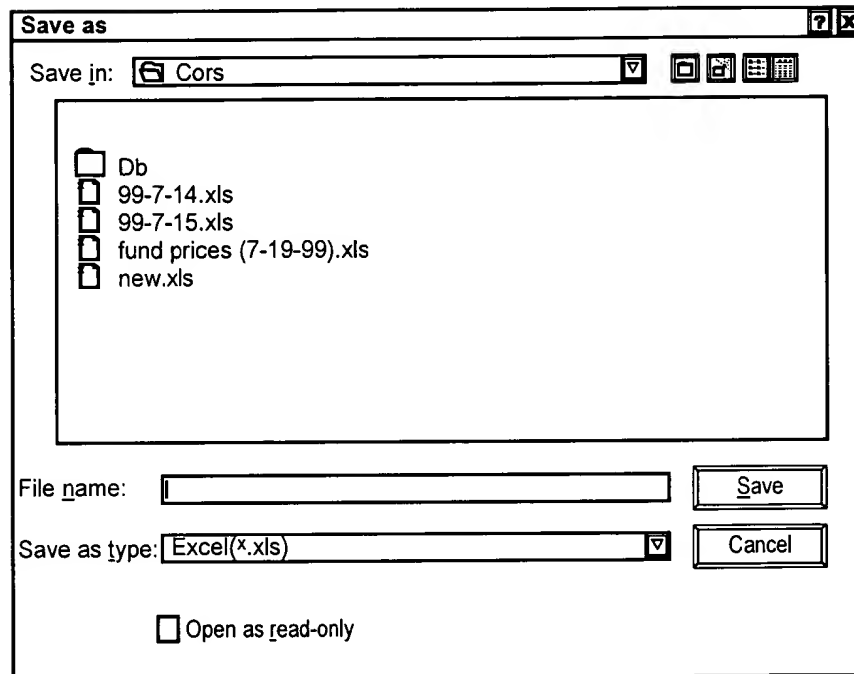 Save as ? X
Save in: Cors
Db
99-7-14.xls
99-7-15.xls
fund prices (7-19-99).xls
new.xls
File name: Save
Save as type: Excel(x.xls) Cancel
Open as read-only